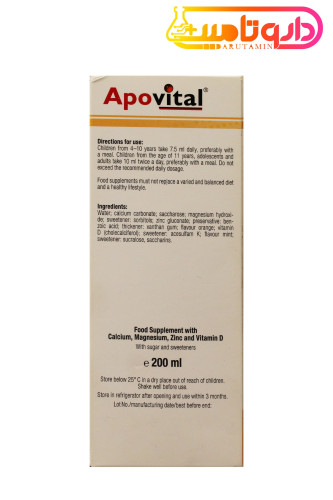 داروتامین
DARUTAMIN
Apovital®
Directions for use:
Children from 4–10 years take 7.5 ml daily, preferably with
a meal. Children from the age of 11 years, adolescents and
adults take 10 ml twice a day, preferably with a meal. Do not
exceed the recommended daily dosage.
Food supplements must not replace a varied and balanced diet
and a healthy lifestyle.
Ingredients:
Water; calcium carbonate; saccharose; magnesium hydroxi-
de; sweetener: sorbitole; zinc gluconate; preservative: ben-
zoic acid; thickener: xanthan gum; flavour orange; vitamin
D (cholecalciferol); sweetener: acesulfam K; flavour mint;
sweetener: sucralose, saccharine.
Food Supplement with
Calcium, Magnesium, Zinc and Vitamin D
With sugar and sweeteners
℮ 200 ml
Store below 25° C in a dry place out of reach of children.
Shake well before use.
Store in refrigerator after opening and use within 3 months.
Lot No./manufacturing date/best before end: